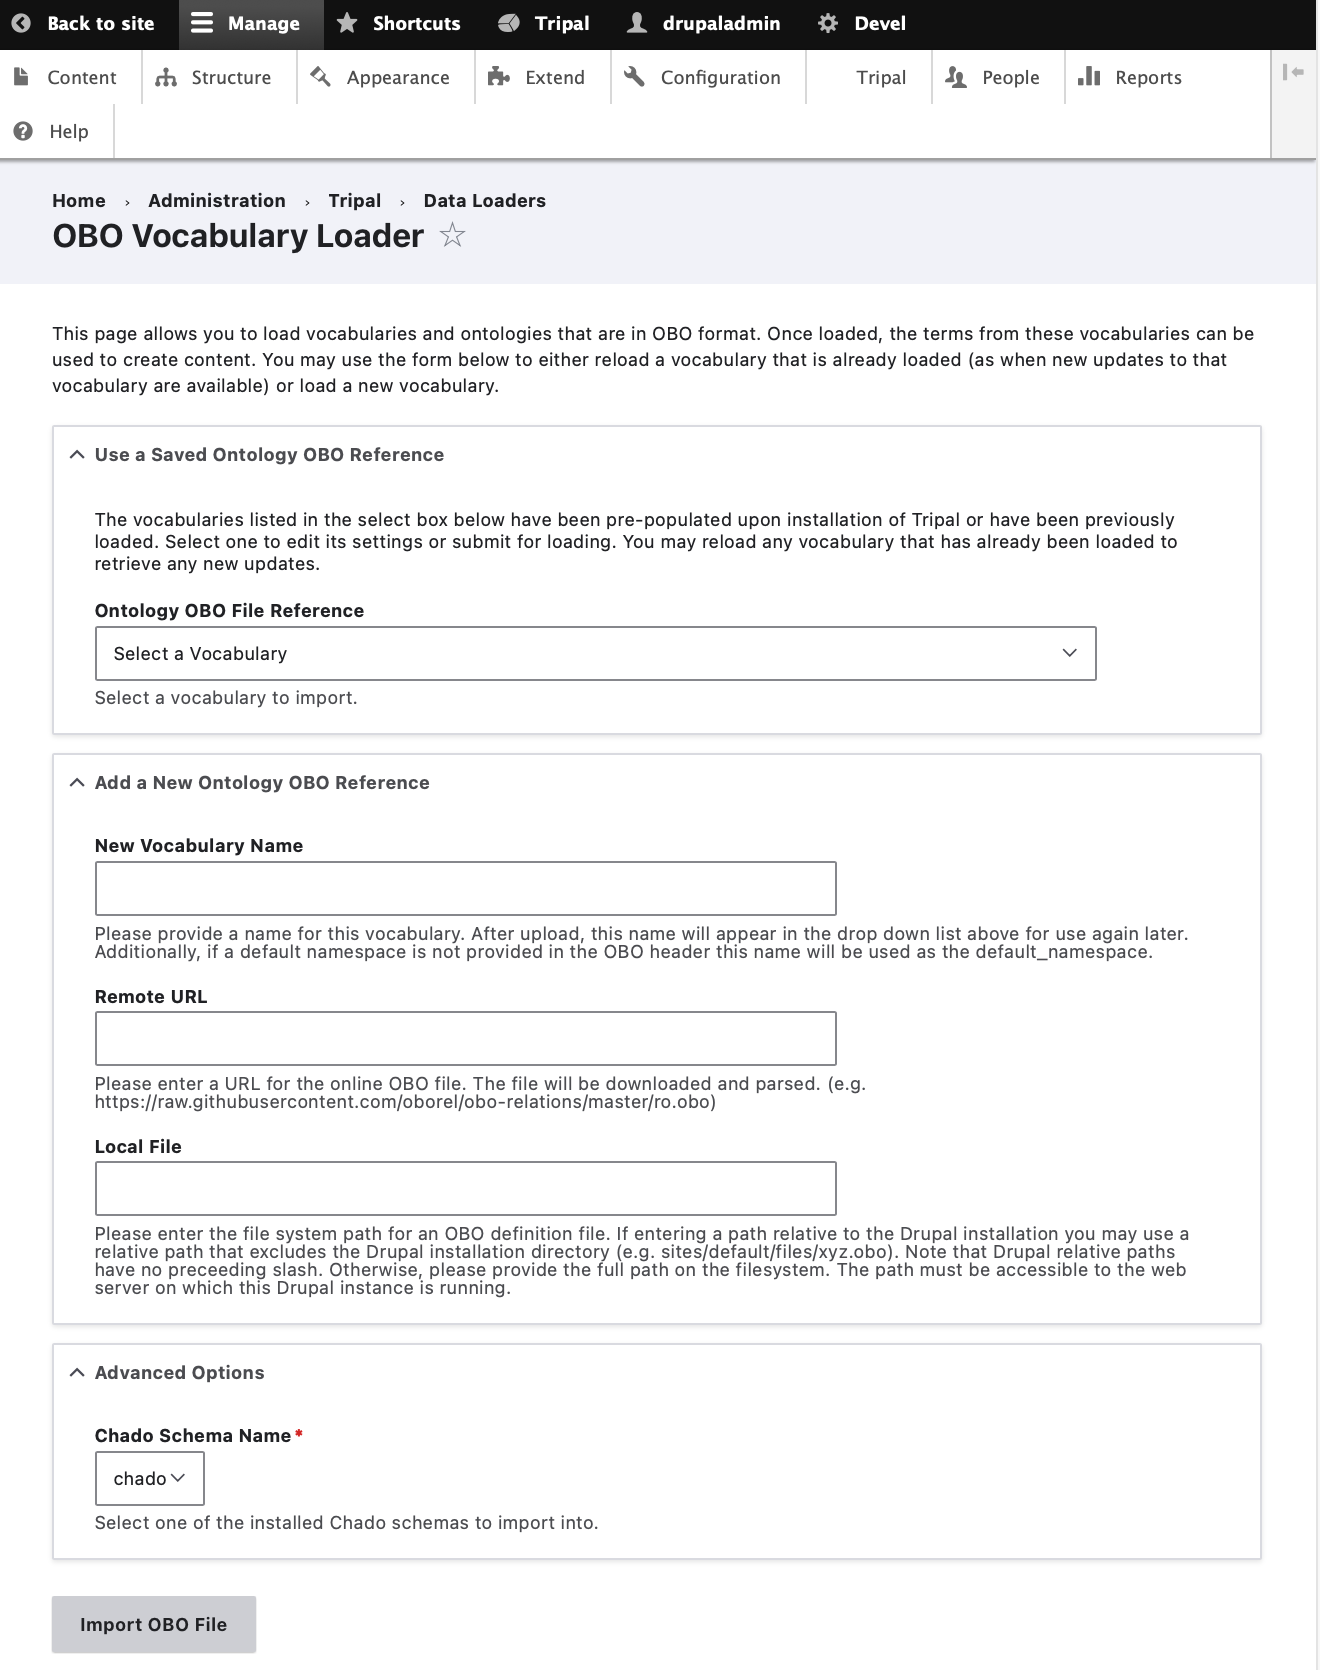 Back to site Manage Shortcuts Tripal drupaladmin Devel
Content Structure Appearance Extend Configuration Tripal People Reports
Help
Home › Administration › Tripal › Data Loaders
OBO Vocabulary Loader
This page allows you to load vocabularies and ontologies that are in OBO format. Once loaded, the terms from these vocabularies can be
used to create content. You may use the form below to either reload a vocabulary that is already loaded (as when new updates to that
vocabulary are available) or load a new vocabulary.
Use a Saved Ontology OBO Reference
The vocabularies listed in the select box below have been pre-populated upon installation of Tripal or have been previously
loaded. Select one to edit its settings or submit for loading. You may reload any vocabulary that has already been loaded to
retrieve any new updates.
Ontology OBO File Reference
Select a Vocabulary
Select a vocabulary to import.
Add a New Ontology OBO Reference
New Vocabulary Name
Please provide a name for this vocabulary. After upload, this name will appear in the drop down list above for use again later.
Additionally, if a default namespace is not provided in the OBO header this name will be used as the default_namespace.
Remote URL
Please enter a URL for the online OBO file. The file will be downloaded and parsed. (e.g.
https://raw.githubusercontent.com/oborel/obo-relations/master/ro.obo)
Local File
Please enter the file system path for an OBO definition file. If entering a path relative to the Drupal installation you may use a
relative path that excludes the Drupal installation directory (e.g. sites/default/files/xyz.obo). Note that Drupal relative paths
have no preceeding slash. Otherwise, please provide the full path on the filesystem. The path must be accessible to the web
server on which this Drupal instance is running.
Advanced Options
Chado Schema Name*
chado
Select one of the installed Chado schemas to import into.
Import OBO File